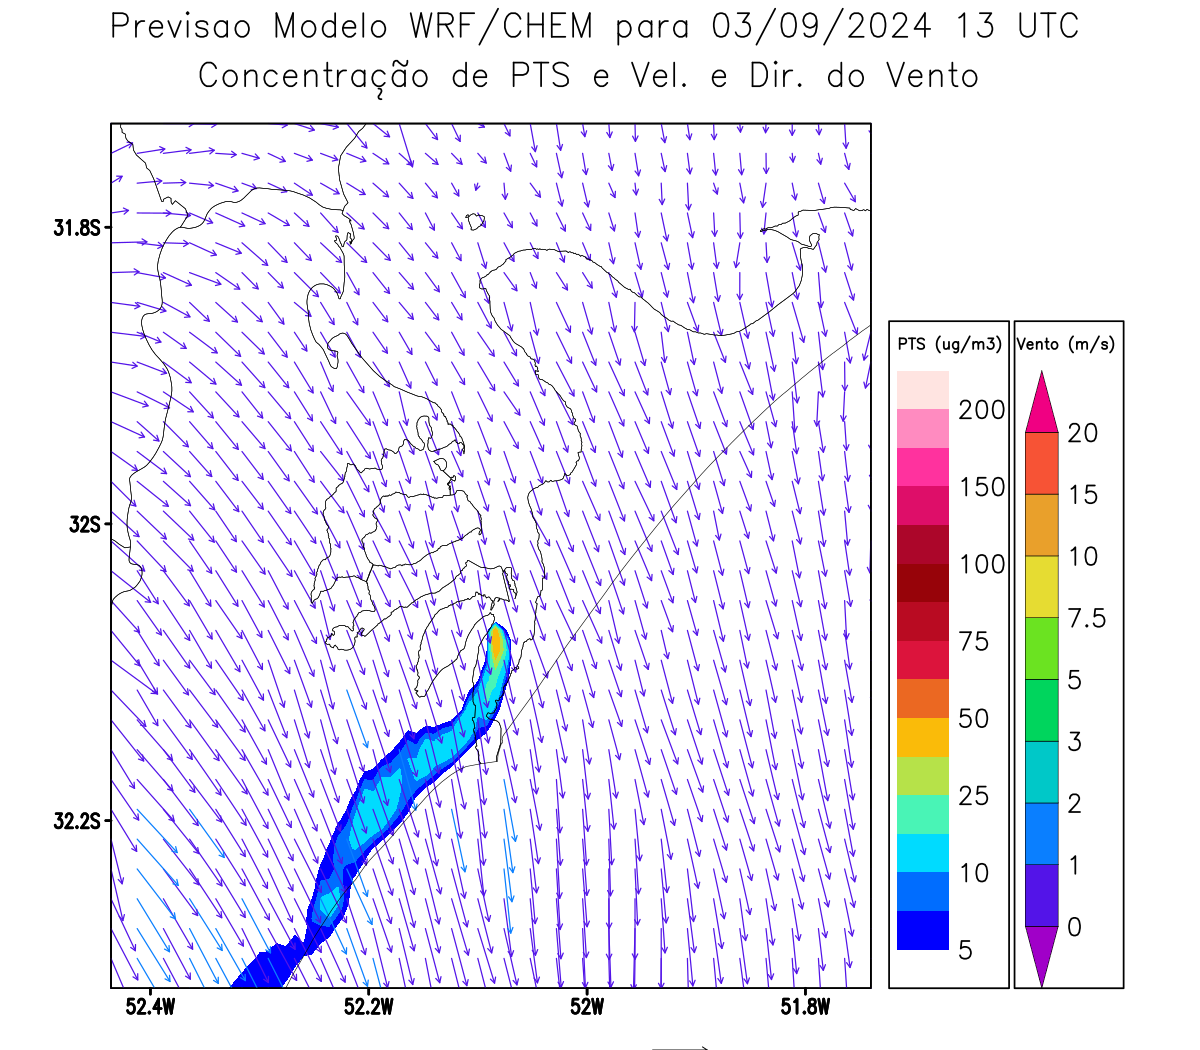 Previsao Modelo WRF/CHEM para 03/09/2024 13 UTC
Concentração de PTS e Vel. e Dir. do Vento
31.8S
32S
32.2S
52.4W 52.2W 52W 51.8W
PTS (ug/m3)
200
150
100
75
50
25
10
5
Vento (m/s)
20
15
10
7.5
5
3
2
1
0